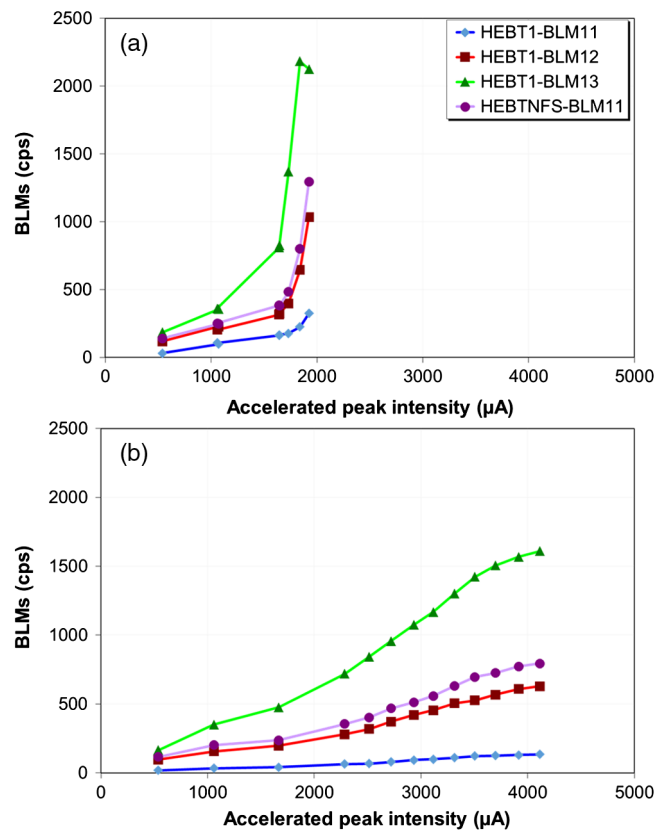 (a)
HEBT1-BLM11
HEBT1-BLM12
HEBT1-BLM13
HEBTNFS-BLM11
BLMs (cps)
2500
2000
1500
1000
500
0
0 1000 2000 3000 4000 5000
Accelerated peak intensity (µA)
(b)
BLMs (cps)
2500
2000
1500
1000
500
0
0 1000 2000 3000 4000 5000
Accelerated peak intensity (µA)